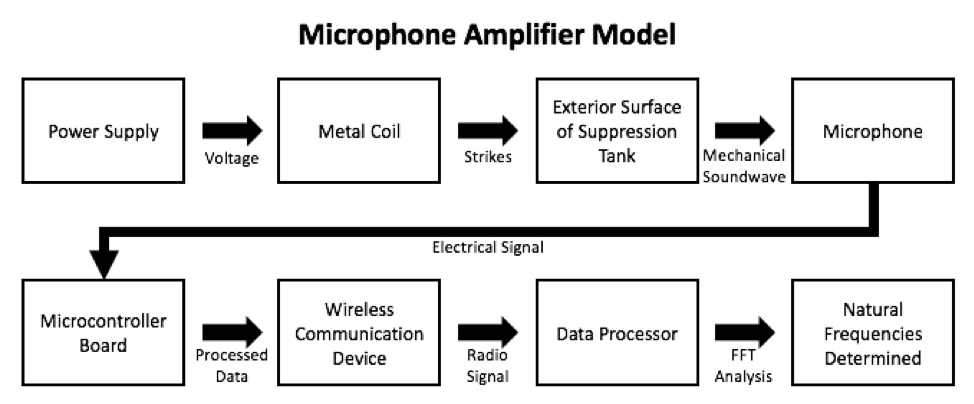 Microphone Amplifier Model
Power Supply
Voltage
Metal Coil
Strikes
Exterior Surface
of Suppression
Tank
Mechanical
Soundwave
Microphone
Electrical Signal
Microcontroller
Board
Processed
Data
Wireless
Communication
Device
Radio
Signal
Data Processor
FFT
Analysis
Natural
Frequencies
Determined